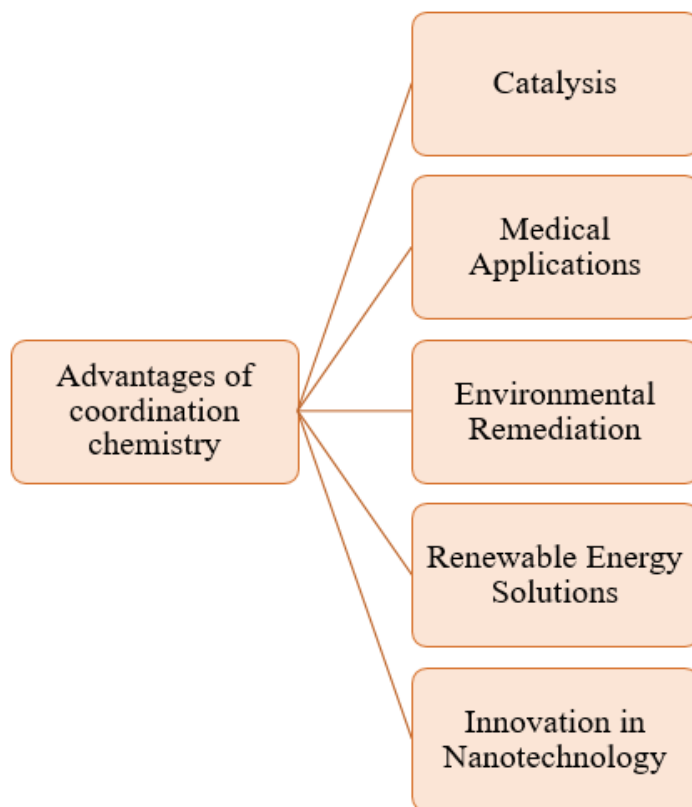 Advantages of
coordination
chemistry
Catalysis
Medical
Applications
Environmental
Remediation
Renewable Energy
Solutions
Innovation in
Nanotechnology